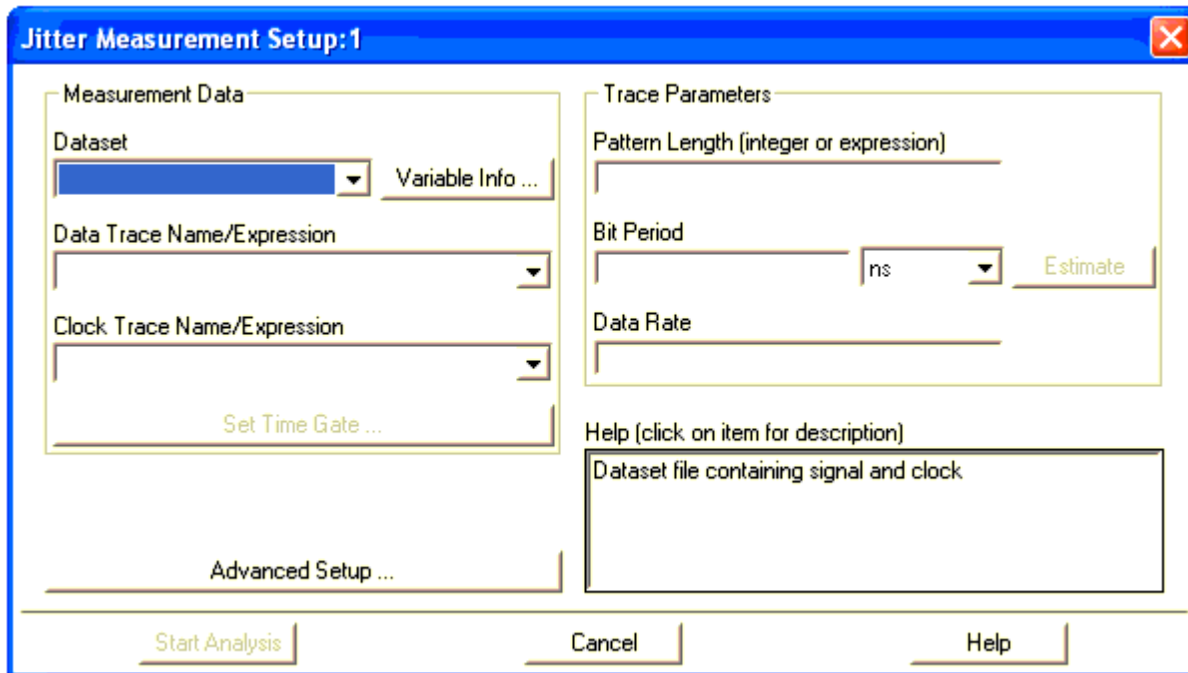 Jitter Measurement Setup:1
Measurement Data
Dataset
Variable Info ...
Data Trace Name/Expression
Clock Trace Name/Expression
Set Time Gate ...
Advanced Setup ...
Trace Parameters
Pattern Length (integer or expression)
Bit Period
ns
Estimate
Data Rate
Help (click on item for description)
Dataset file containing signal and clock
Start Analysis
Cancel
Help